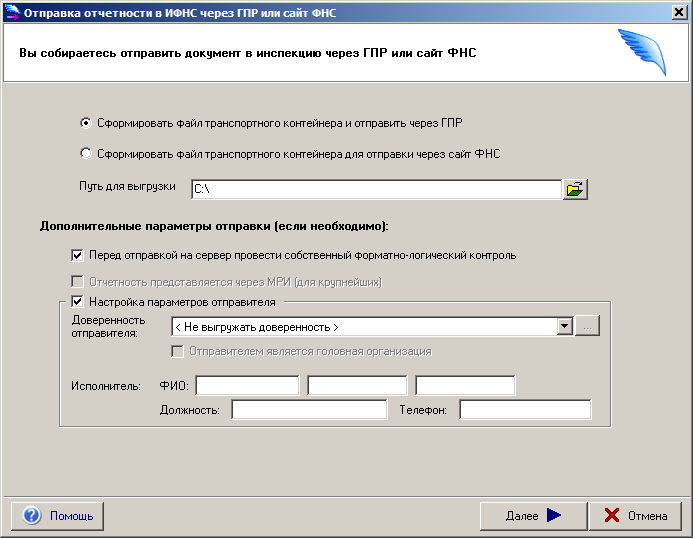 Отправка отчетности в ИФНС через ГПР или сайт ФНС
Вы собираетесь отправить документ в инспекцию через ГПР или сайт ФНС
Сформировать файл транспортного контейнера и отправить через ГПР
Сформировать файл транспортного контейнера для отправки через сайт ФНС
Путь для выгрузки C:\
Дополнительные параметры отправки (если необходимо):
Перед отправкой на сервер провести собственный форматно-логический контроль
Отчетность представляется через МРИ (для крупнейших)
Настройка параметров отправителя
Доверенность
отправителя:
< Не выгружать доверенность > ...
Отправителем является головная организация
Исполнитель: ФИО:
Должность: Телефон:
Помощь Далее Отмена